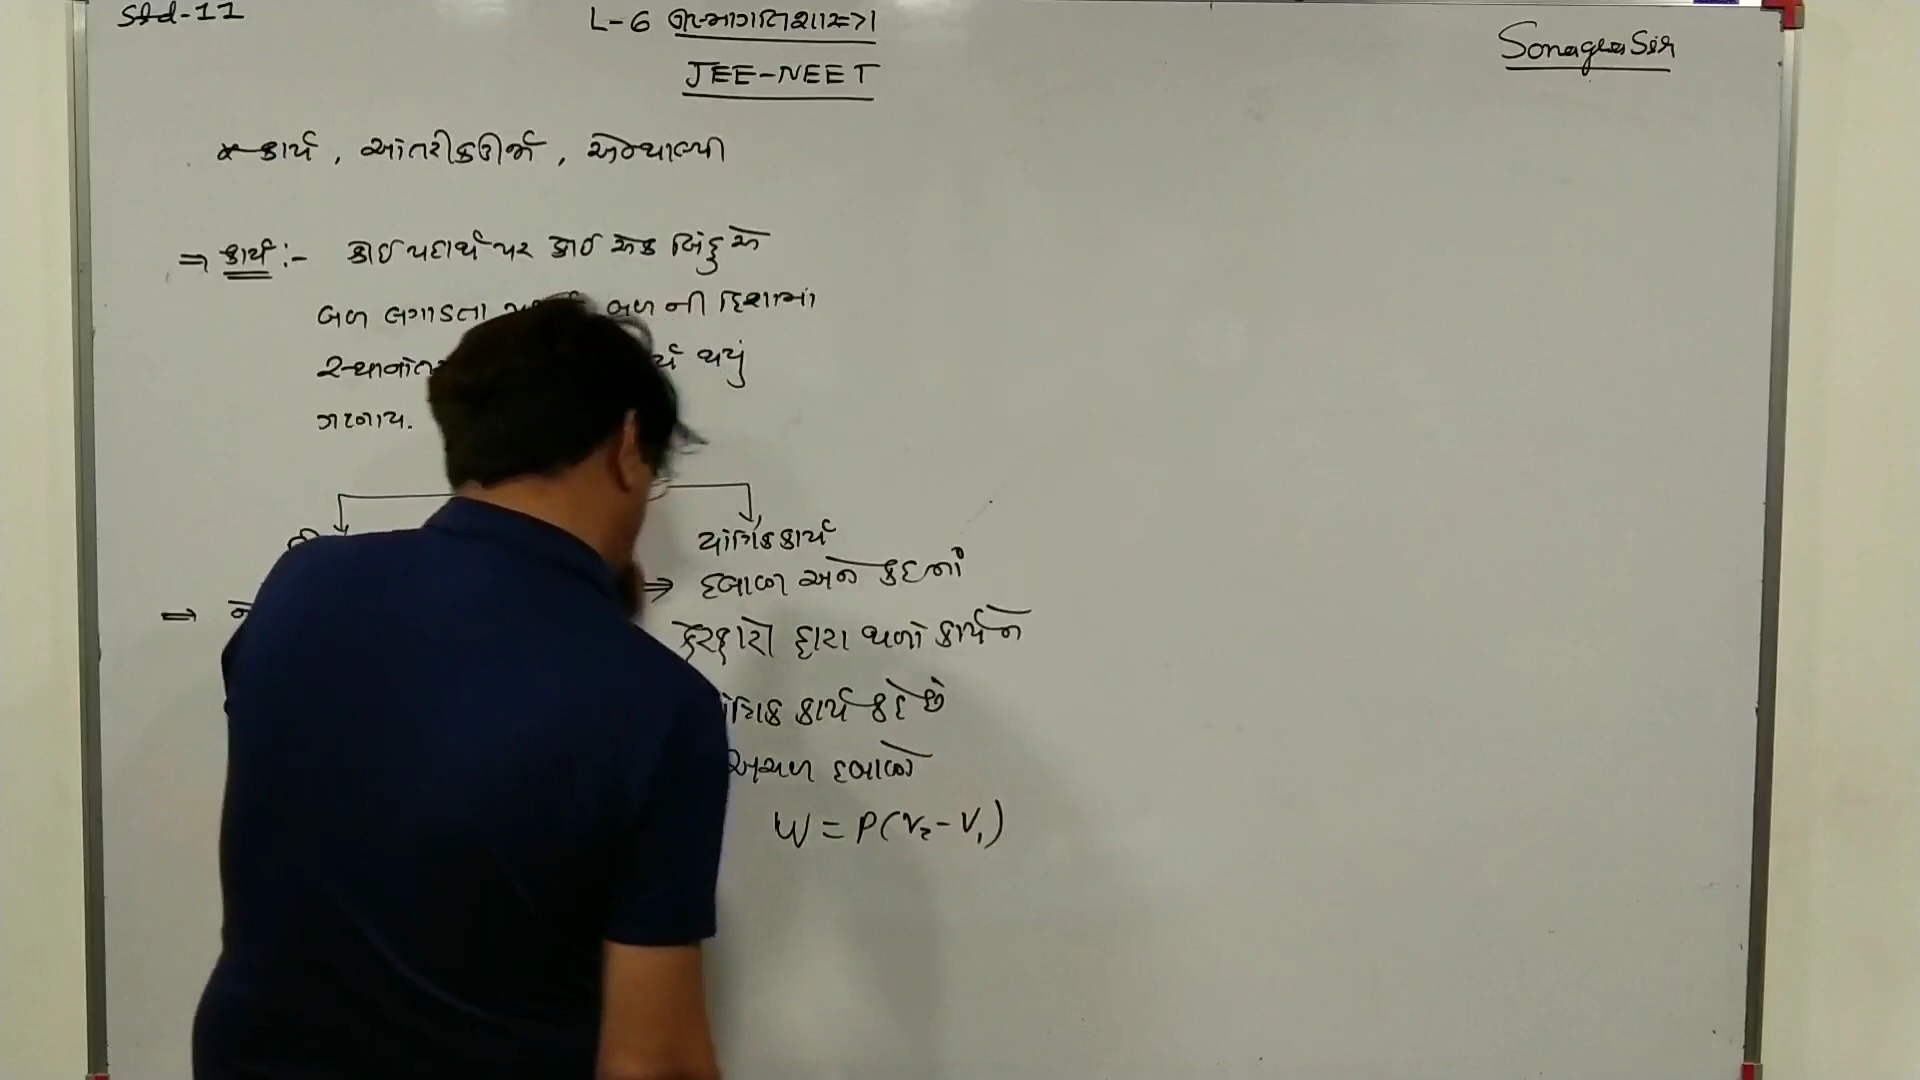 Std-11
L-6 ઉષ્માગતિશાસ્ત્ર
JEE-NEET
Sonagra Sir
* કાર્ય, આંતરીકઊર્જા, એન્થાલ્પી
⇒ કાર્ય :- કોઈ પદાર્થ પર કોઈ એક બિંદુ એ
બળ લગાડતા બળ ની દિશામાં
થયું
ગણાય.
યાંત્રિક કાર્ય
⇒
⇒ દબાણ અને કદનાં
ફેરફારો દ્વારા થતાં કાર્યને
કાર્ય કહે છે
અચળ દબાણે
W = P(V₂-V₁)